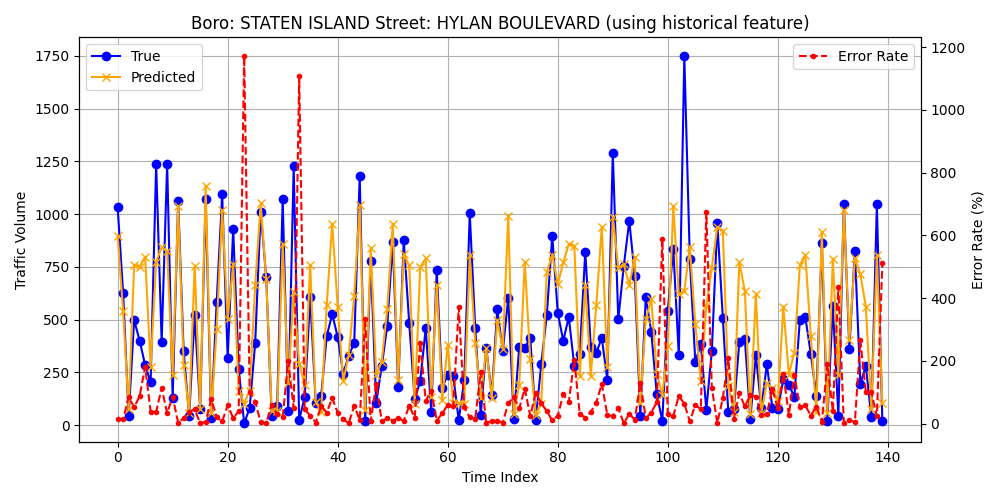 Boro: STATEN ISLAND Street: HYLAN BOULEVARD (using historical feature)
True
Predicted
Error Rate
Traffic Volume
1750
1500
1250
1000
750
500
250
0
1200
1000
800
600
400
200
0
Error Rate (%)
0 20 40 60 80 100 120 140
Time Index